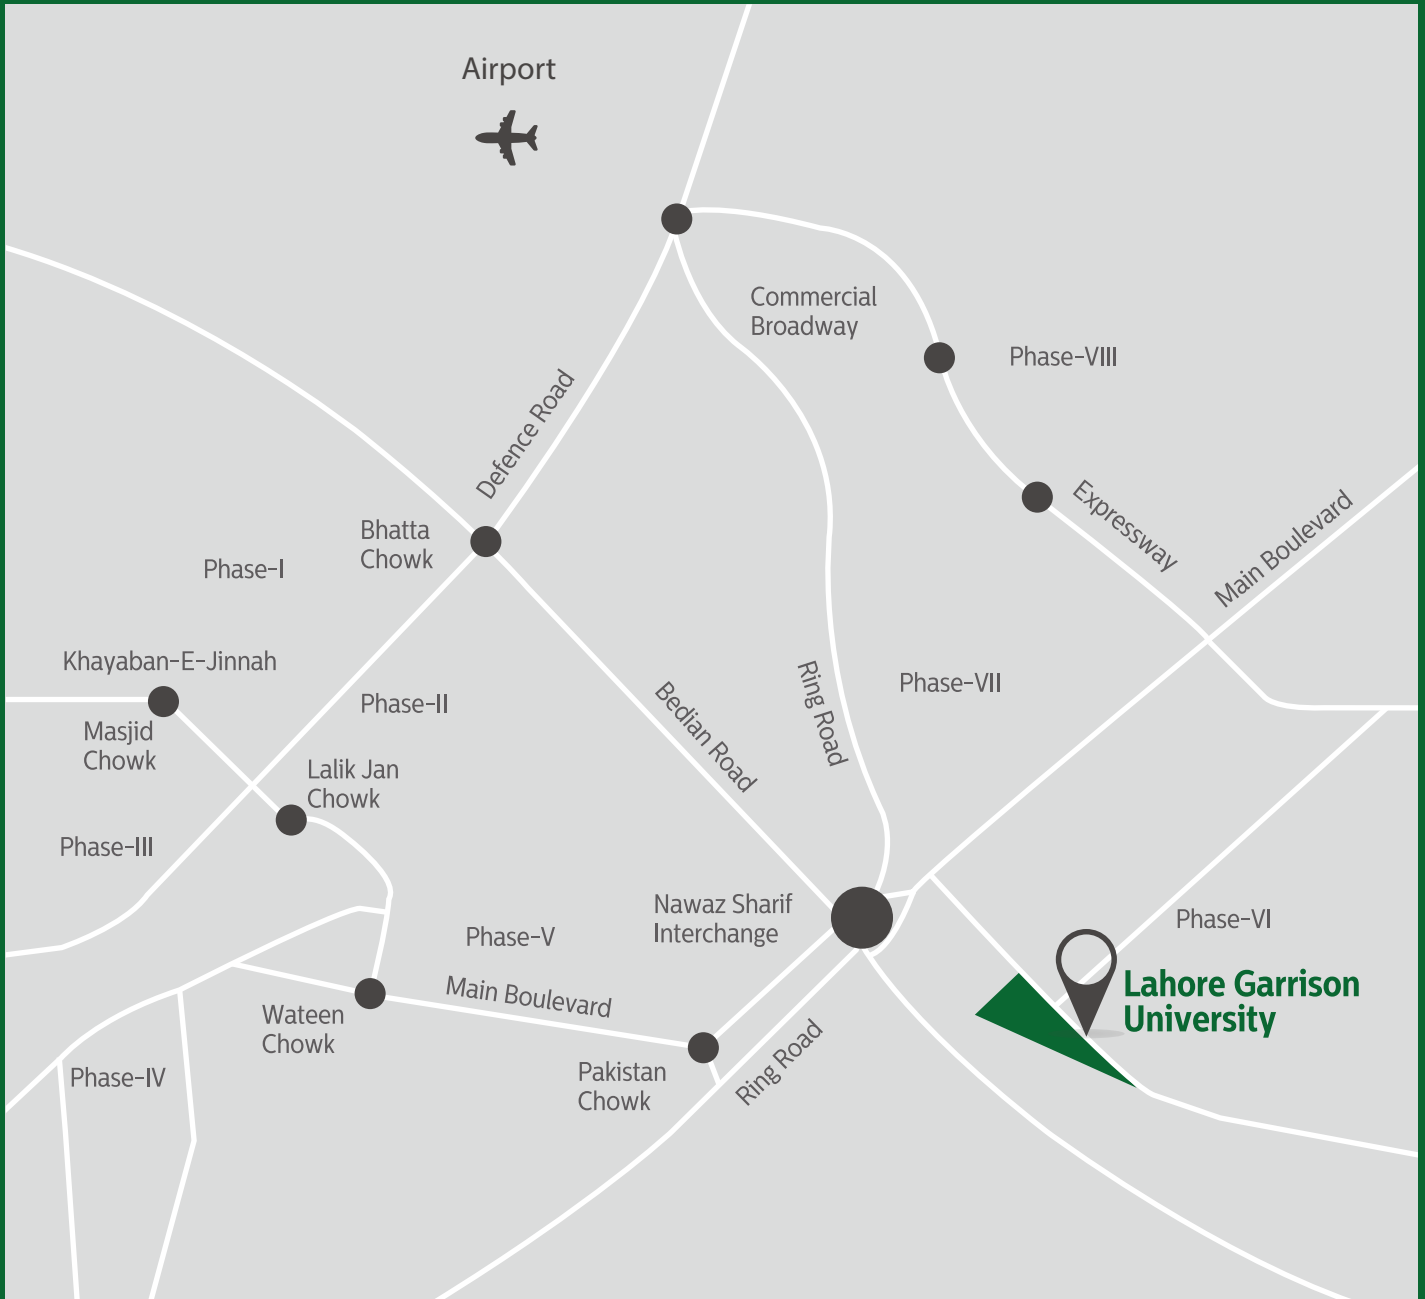 Airport
Commercial
Broadway
Phase-VIII
Defence Road
Expressway
Main Boulevard
Bhatta
Chowk
Phase-I
Khayaban-E-Jinnah
Phase-II
Bedian Road
Ring Road
Phase-VII
Masjid
Chowk
Lalik Jan
Chowk
Phase-III
Nawaz Sharif
Interchange
Phase-VI
Phase-V
Lahore Garrison
University
Main Boulevard
Wateen
Chowk
Ring Road
Phase-IV
Pakistan
Chowk